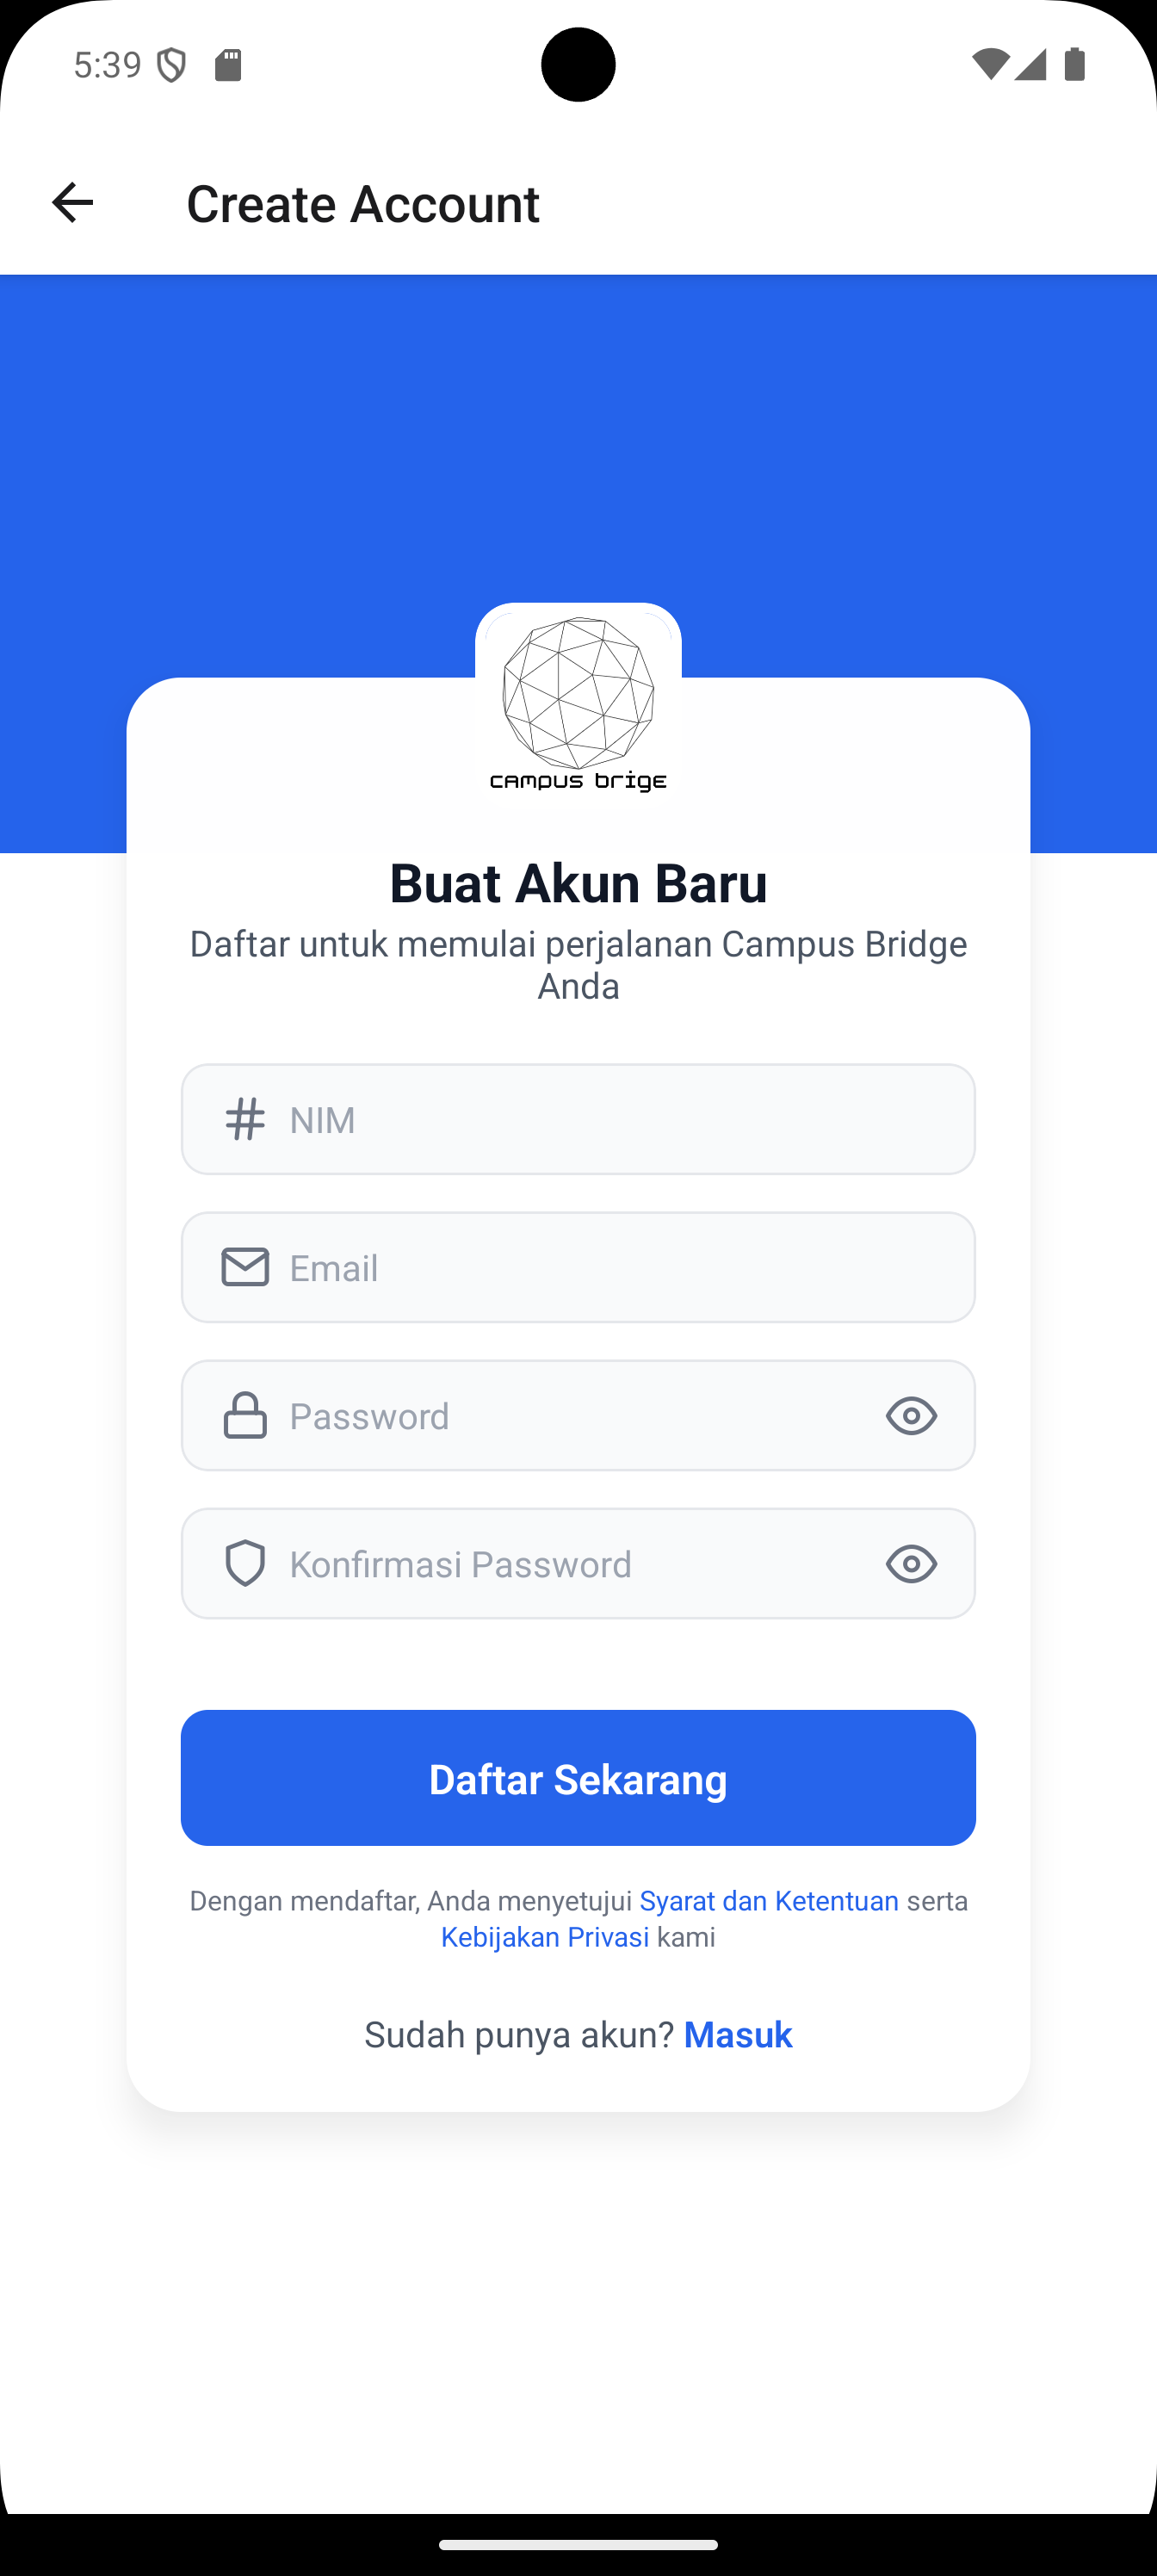 5:39
Create Account
campus brige
Buat Akun Baru
Daftar untuk memulai perjalanan Campus Bridge
Anda
NIM
Email
Password
Konfirmasi Password
Daftar Sekarang
Dengan mendaftar, Anda menyetujui Syarat dan Ketentuan serta
Kebijakan Privasi kami
Sudah punya akun? Masuk